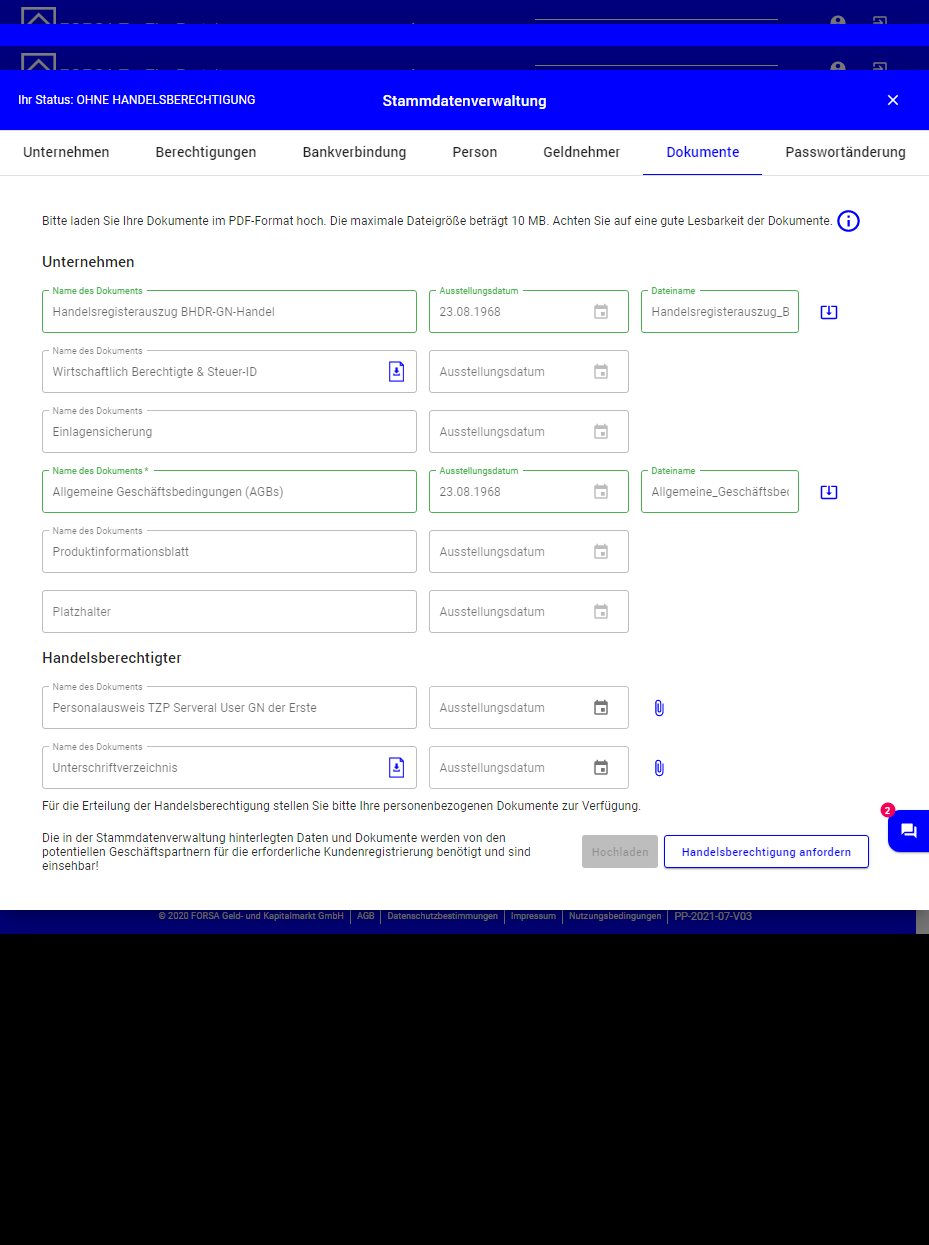 Ihr Status: OHNE HANDELSBERECHTIGUNG
Stammdatenverwaltung
Unternehmen Berechtigungen Bankverbindung Person Geldnehmer Dokumente Passwortänderung
Bitte laden Sie Ihre Dokumente im PDF-Format hoch. Die maximale Dateigröße beträgt 10 MB. Achten Sie auf eine gute Lesbarkeit der Dokumente.
Unternehmen
Name des Dokuments Ausstellungsdatum Dateiname
Handelsregisterauszug BHDR-GN-Handel 23.08.1968 Handelsregisterauszug_B
Name des Dokuments
Wirtschaftlich Berechtigte & Steuer-ID Ausstellungsdatum
Name des Dokuments
Einlagensicherung Ausstellungsdatum
Name des Dokuments * Ausstellungsdatum Dateiname
Allgemeine Geschäftsbedingungen (AGBs) 23.08.1968 Allgemeine_Geschäftsbed
Name des Dokuments
Produktinformationsblatt Ausstellungsdatum
Platzhalter Ausstellungsdatum
Handelsberechtigter
Name des Dokuments
Personalausweis TZP Serveral User GN der Erste Ausstellungsdatum
Name des Dokuments
Unterschriftverzeichnis Ausstellungsdatum
Für die Erteilung der Handelsberechtigung stellen Sie bitte Ihre personenbezogenen Dokumente zur Verfügung.
2
Die in der Stammdatenverwaltung hinterlegten Daten und Dokumente werden von den
potentiellen Geschäftspartnern für die erforderliche Kundenregistrierung benötigt und sind
einsehbar!
Hochladen Handelsberechtigung anfordern
© 2020 FORSA Geld- und Kapitalmarkt GmbH AGB Datenschutzbestimmungen Impressum Nutzungsbedingungen PP-2021-07-V03